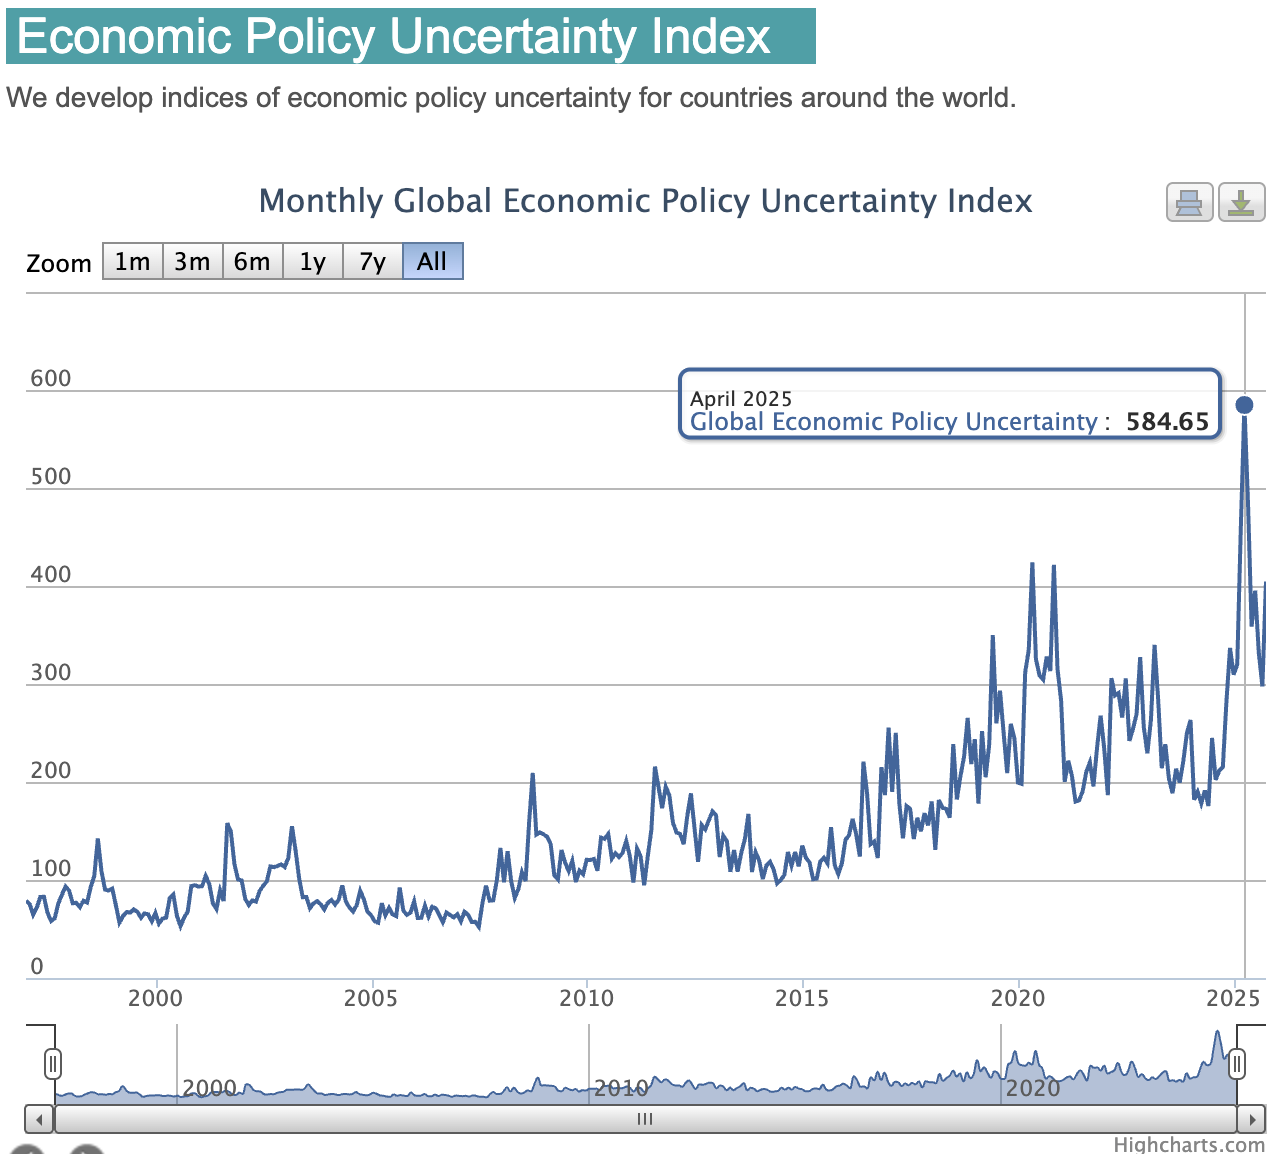 Economic Policy Uncertainty Index
We develop indices of economic policy uncertainty for countries around the world.
Monthly Global Economic Policy Uncertainty Index
Zoom 1m 3m 6m 1y 7y All
600
April 2025
Global Economic Policy Uncertainty : 584.65
500
400
300
200
100
0
2000 2005 2010 2015 2020 2025
2000 2010 2020
Highcharts.com